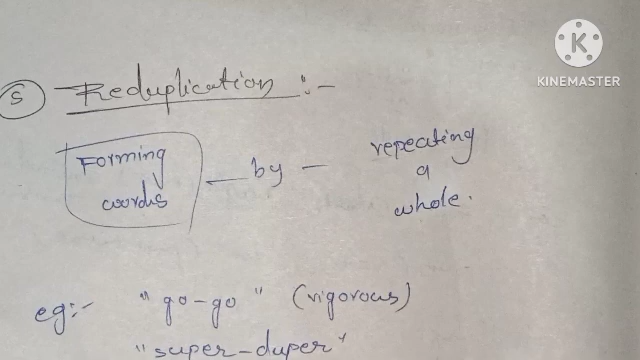 K
KINEMASTER
5 Reduplication :-
Forming words — by — repeating a whole.
eg:- "go-go" (vigorous)
"super-duper"